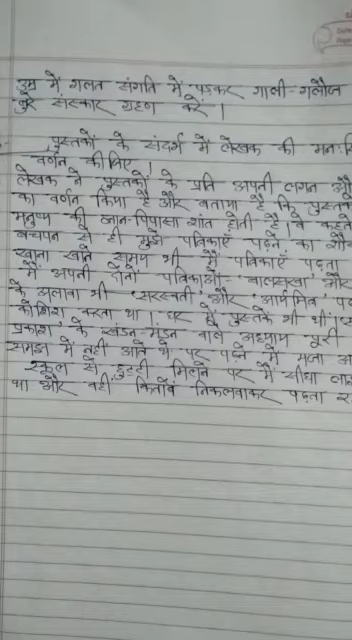 उम्र में गलत संगति में पड़कर गाली-गलौज
बुरे संस्कार ग्रहण करें ।
पुस्तकों के संदर्भ में लेखक की मन:स्
वर्णन कीजिए ।
लेखक ने पुस्तकों के प्रति अपनी लगन औ
का वर्णन किया है और बताया है कि पुस्तक
मनुष्य की ज्ञान-पिपासा शांत होती है। वे कहते
बचपन से ही मुझे पत्रिकाएँ पढ़ने का शौ
खाना खाते समय भी मैं पत्रिकाएँ पढ़ता
में अपनी दोनों पत्रिकाओं 'बालसखा' और
के अलावा भी 'सरस्वती' और 'आर्यमित्र' पढ़
कोशिश करता था । घर में पुस्तकें भी थीं । 'स
प्रकाश' के खंडन-मंडन वाले अध्याय पूरी
समझ में नहीं आते थे पर पढ़ने में मजा आ
स्कूल से छुट्टी मिलने पर मैं सीधा ला
था और वहाँ किताबें निकलवाकर पढ़ता र